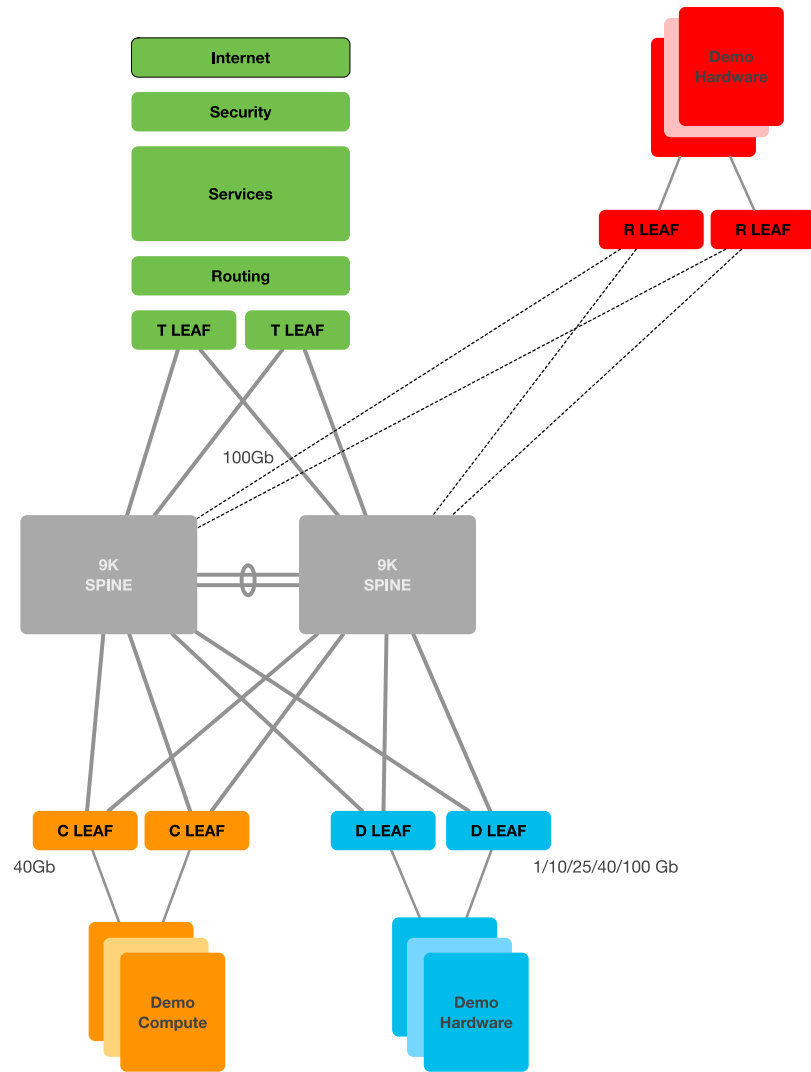 Internet
Security
Services
Routing
T LEAF
T LEAF
Demo
Hardware
R LEAF
R LEAF
100Gb
9K
SPINE
9K
SPINE
C LEAF
C LEAF
D LEAF
D LEAF
40Gb
1/10/25/40/100 Gb
Demo
Compute
Demo
Hardware